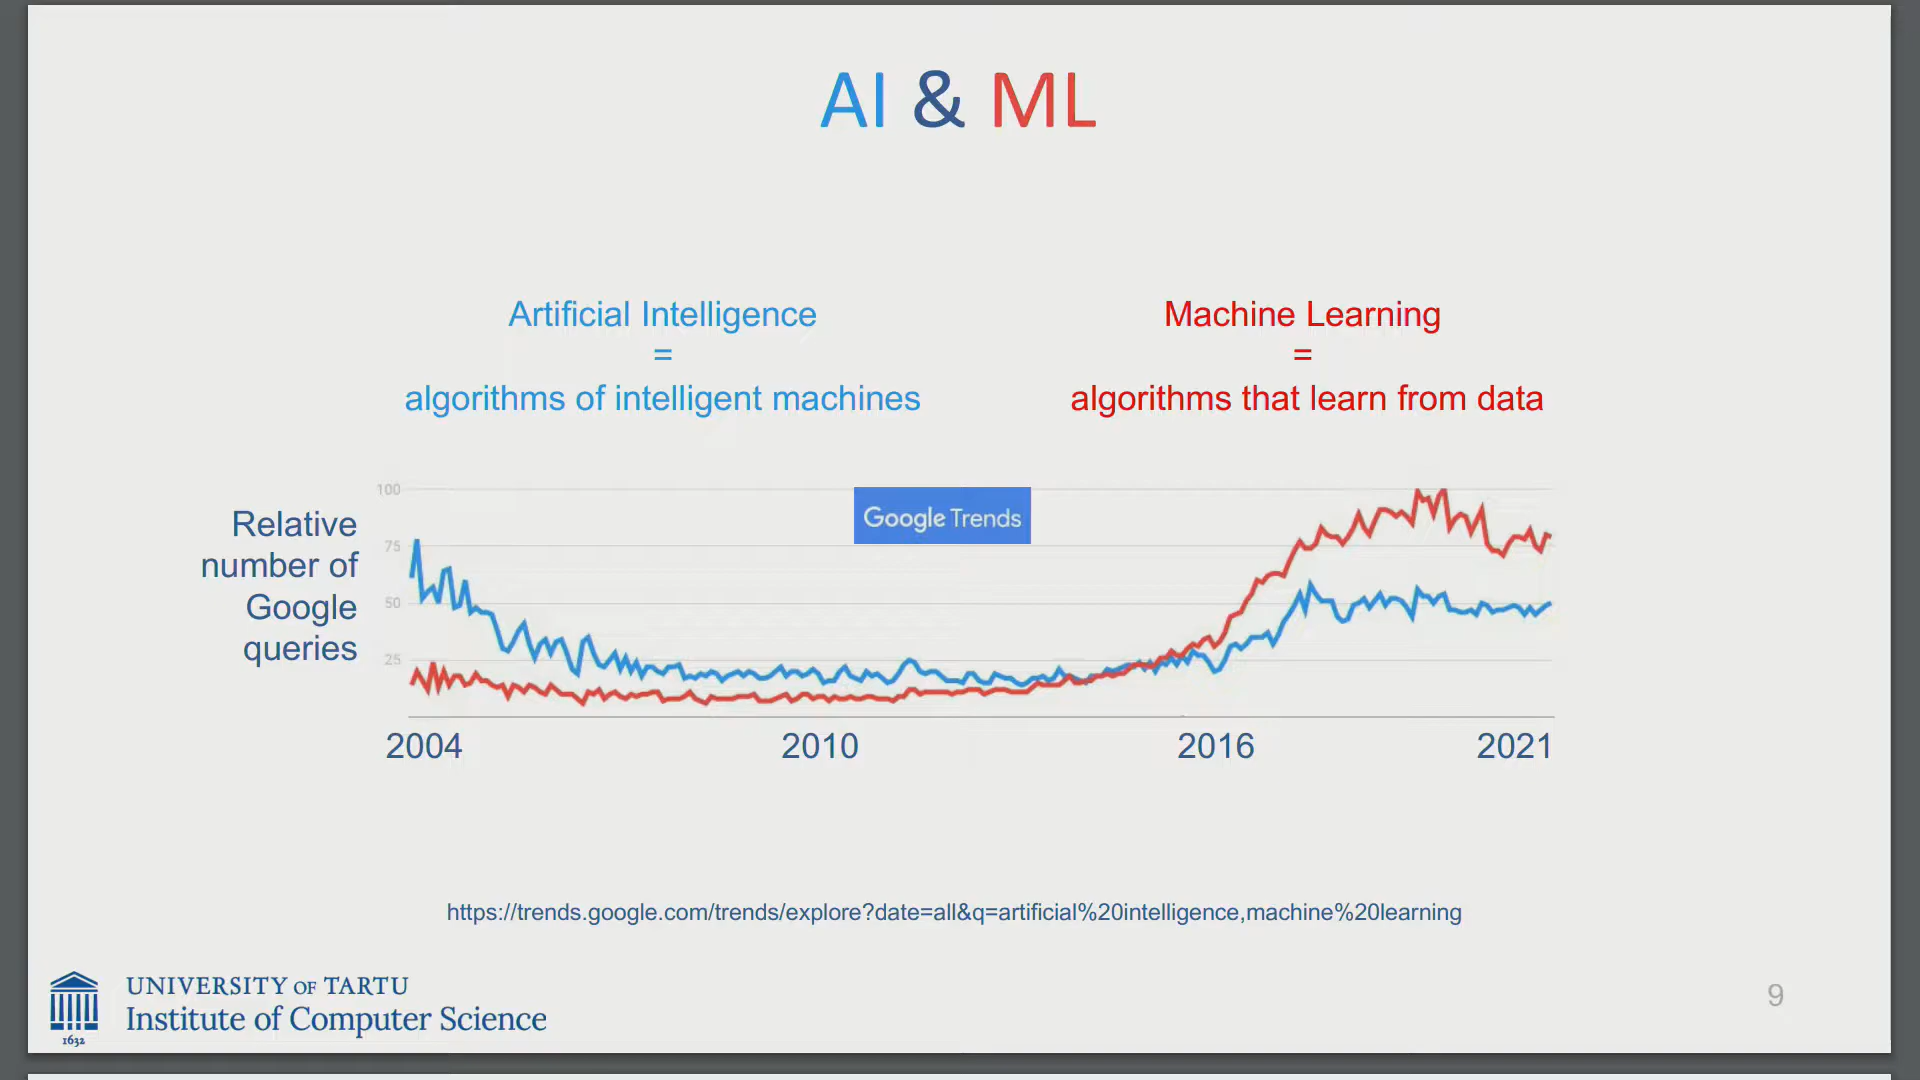 AI & ML
Artificial Intelligence
=
algorithms of intelligent machines
Machine Learning
=
algorithms that learn from data
Relative
number of
Google
queries
100
75
50
25
Google Trends
2004
2010
2016
2021
https://trends.google.com/trends/explore?date=all&q=artificial%20intelligence,machine%20learning
UNIVERSITY OF TARTU
Institute of Computer Science
1632
9